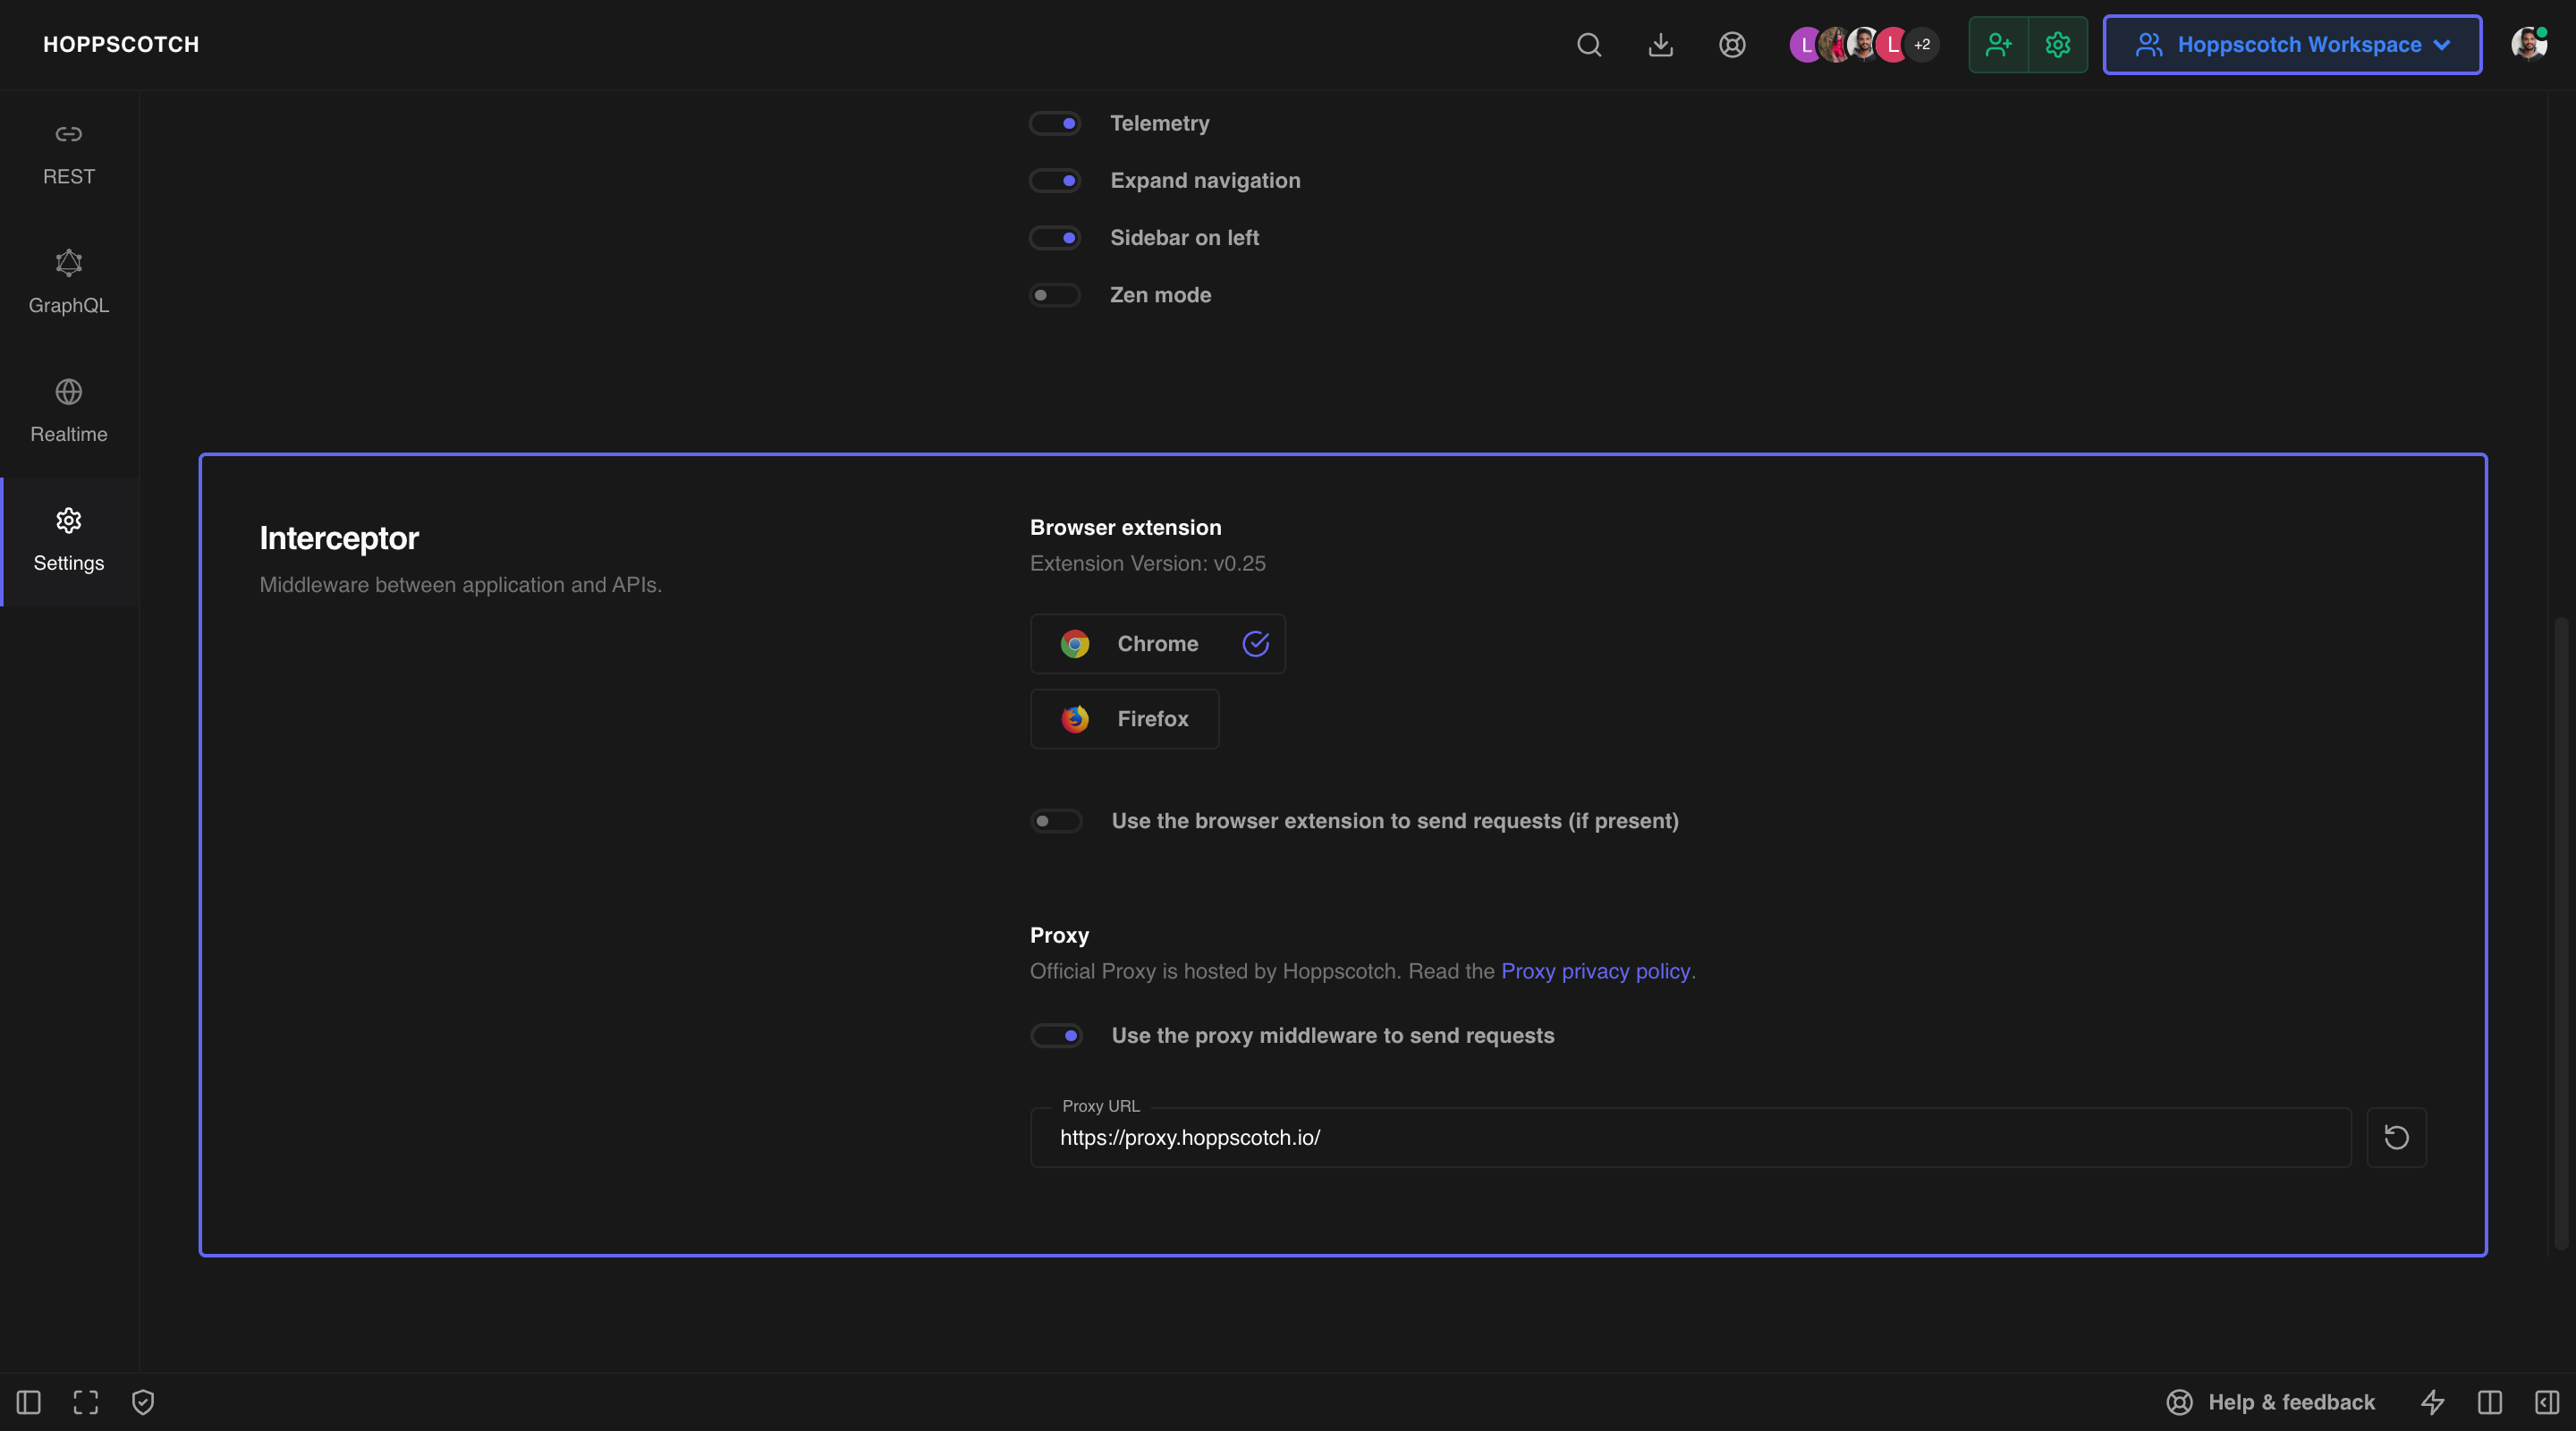 HOPPSCOTCH
L
L
+2
Hoppscotch Workspace
REST
GraphQL
Realtime
Settings
Telemetry
Expand navigation
Sidebar on left
Zen mode
Interceptor
Middleware between application and APIs.
Browser extension
Extension Version: v0.25
Chrome
Firefox
Use the browser extension to send requests (if present)
Proxy
Official Proxy is hosted by Hoppscotch. Read the Proxy privacy policy.
Use the proxy middleware to send requests
Proxy URL
https://proxy.hoppscotch.io/
Help & feedback